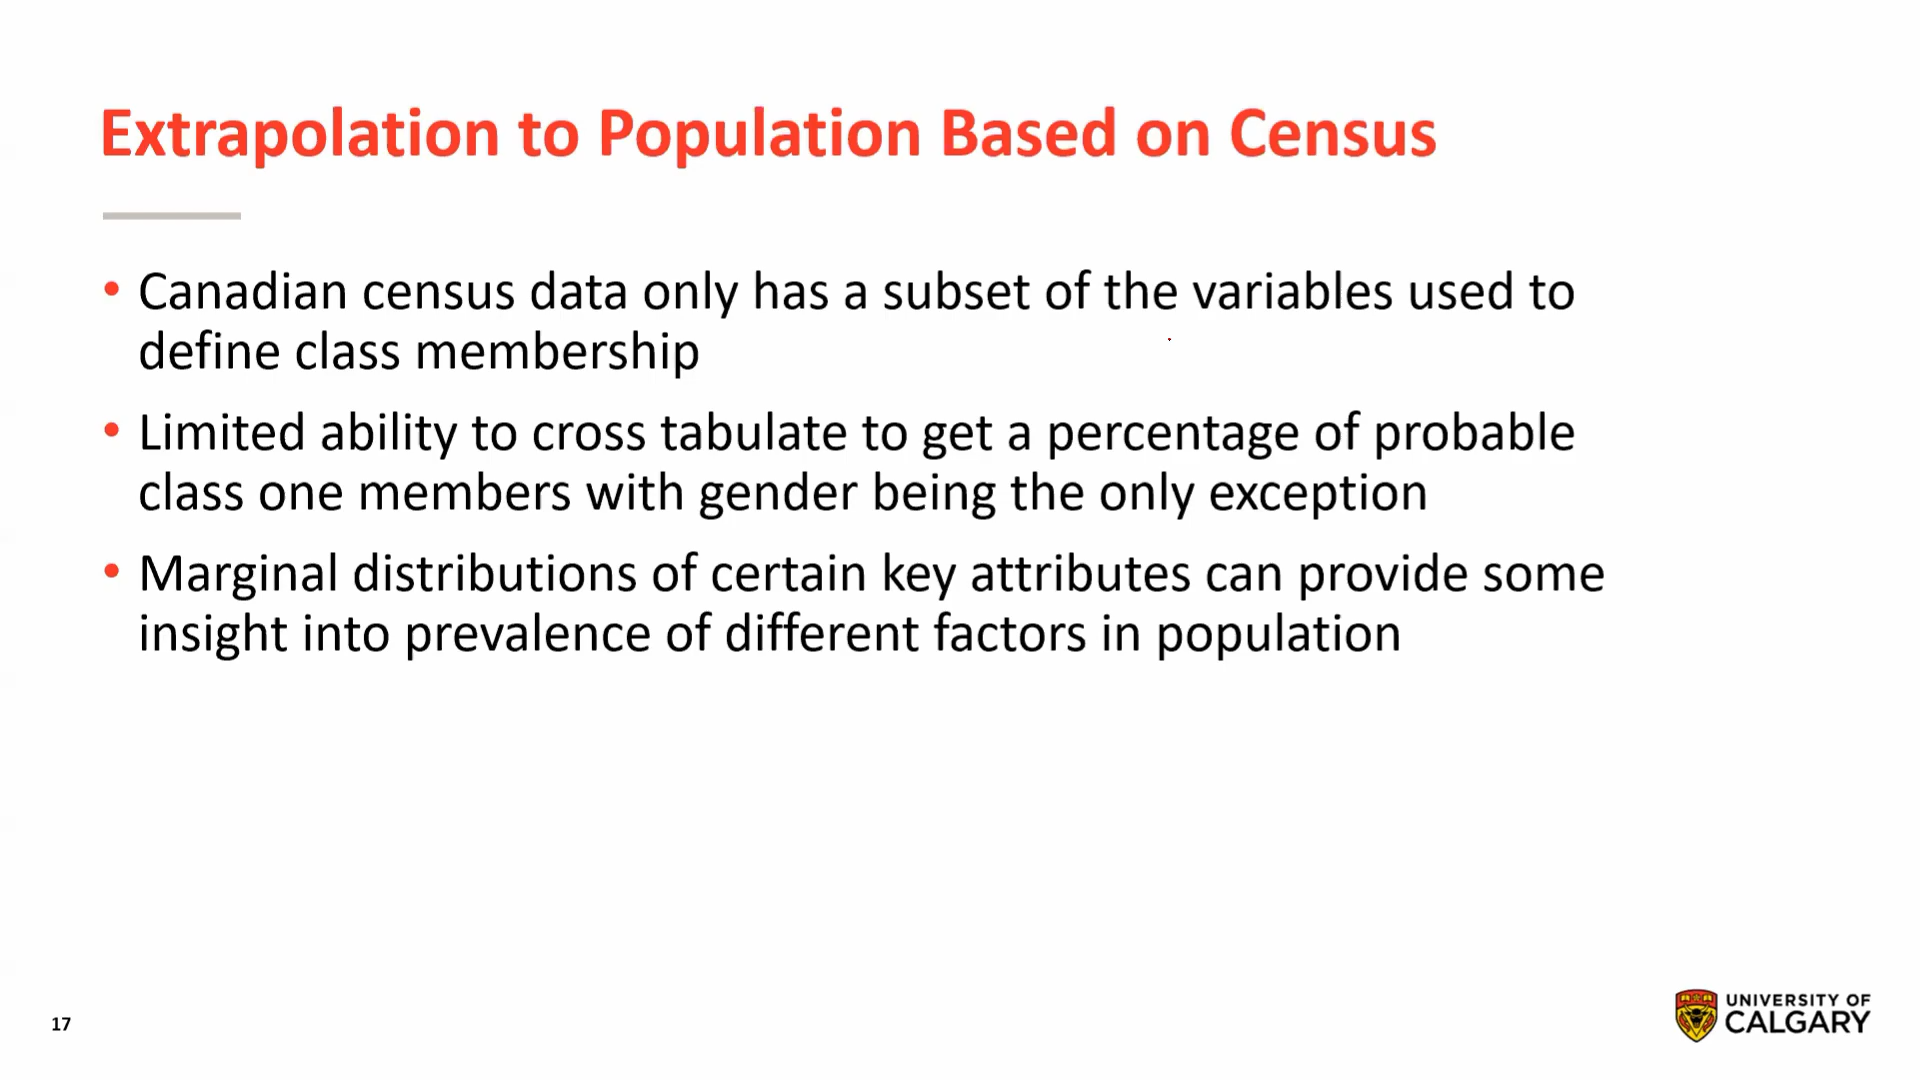 Extrapolation to Population Based on Census
• Canadian census data only has a subset of the variables used to
define class membership
• Limited ability to cross tabulate to get a percentage of probable
class one members with gender being the only exception
• Marginal distributions of certain key attributes can provide some
insight into prevalence of different factors in population
17
UNIVERSITY OF
CALGARY